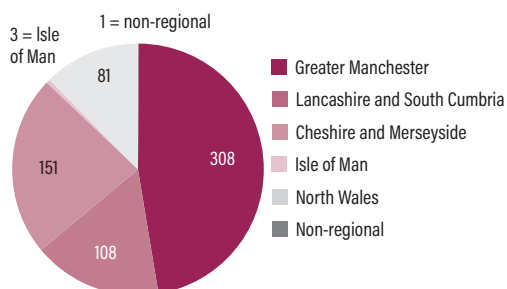 1 = non-regional
3 = Isle
of Man
81
308
151
108
Greater Manchester
Lancashire and South Cumbria
Cheshire and Merseyside
Isle of Man
North Wales
Non-regional